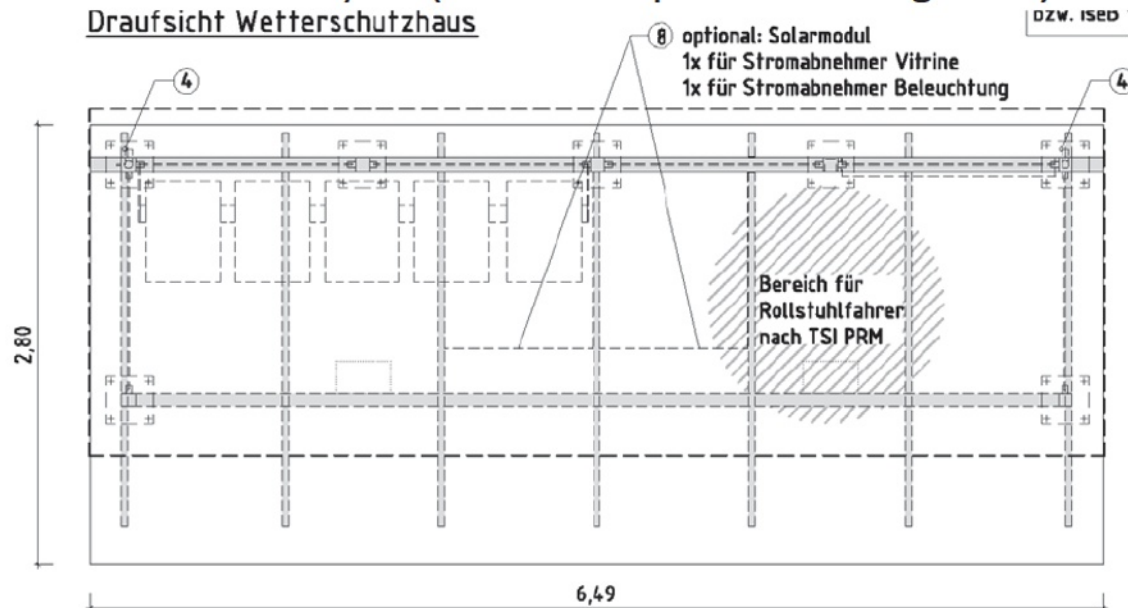 Draufsicht Wetterschutzhaus
bzw.
8 optional: Solarmodul
1x für Stromabnehmer Vitrine
1x für Stromabnehmer Beleuchtung
4
4
Bereich für
Rollstuhlfahrer
nach TSI PRM
2,80
6,49